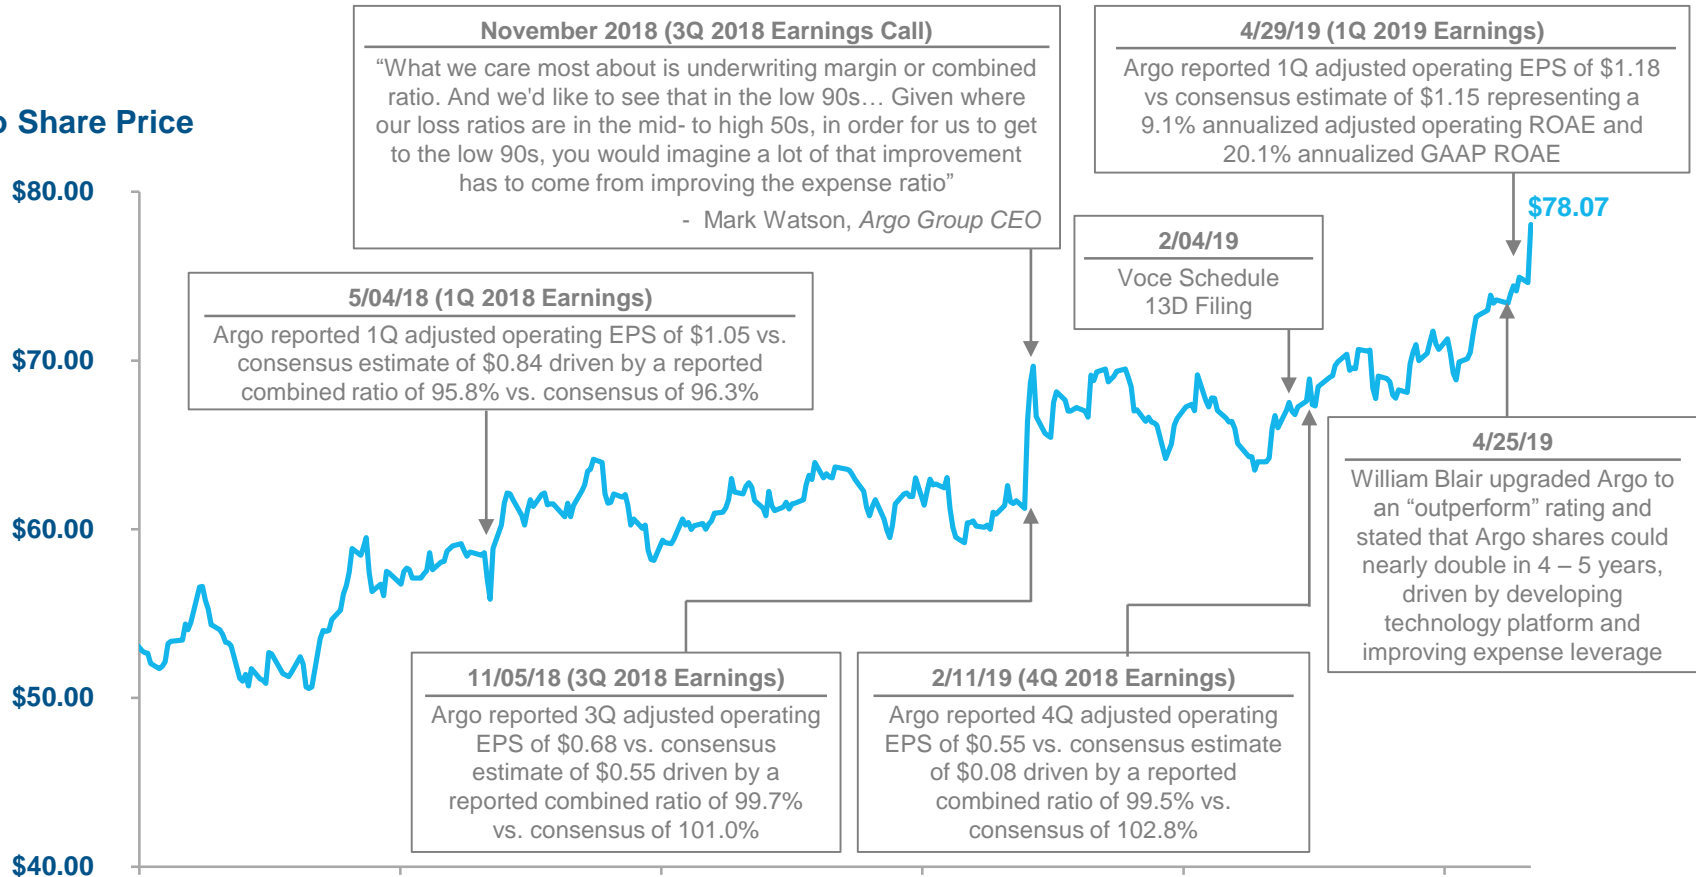 November 2018 (3Q 2018 Earnings Call)
“What we care most about is underwriting margin or combined
ratio. And we'd like to see that in the low 90s… Given where
our loss ratios are in the mid- to high 50s, in order for us to get
to the low 90s, you would imagine a lot of that improvement
has to come from improving the expense ratio”
- Mark Watson, Argo Group CEO
4/29/19 (1Q 2019 Earnings)
Argo reported 1Q adjusted operating EPS of $1.18
vs consensus estimate of $1.15 representing a
9.1% annualized adjusted operating ROAE and
20.1% annualized GAAP ROAE
Share Price
$80.00
$78.07
2/04/19
Voce Schedule
13D Filing
5/04/18 (1Q 2018 Earnings)
Argo reported 1Q adjusted operating EPS of $1.05 vs.
consensus estimate of $0.84 driven by a reported
combined ratio of 95.8% vs. consensus of 96.3%
$70.00
4/25/19
William Blair upgraded Argo to
an “outperform” rating and
stated that Argo shares could
nearly double in 4 – 5 years,
driven by developing
technology platform and
improving expense leverage
$60.00
11/05/18 (3Q 2018 Earnings)
Argo reported 3Q adjusted operating
EPS of $0.68 vs. consensus
estimate of $0.55 driven by a
reported combined ratio of 99.7%
vs. consensus of 101.0%
2/11/19 (4Q 2018 Earnings)
Argo reported 4Q adjusted operating
EPS of $0.55 vs. consensus estimate
of $0.08 driven by a reported
combined ratio of 99.5% vs.
consensus of 102.8%
$50.00
$40.00